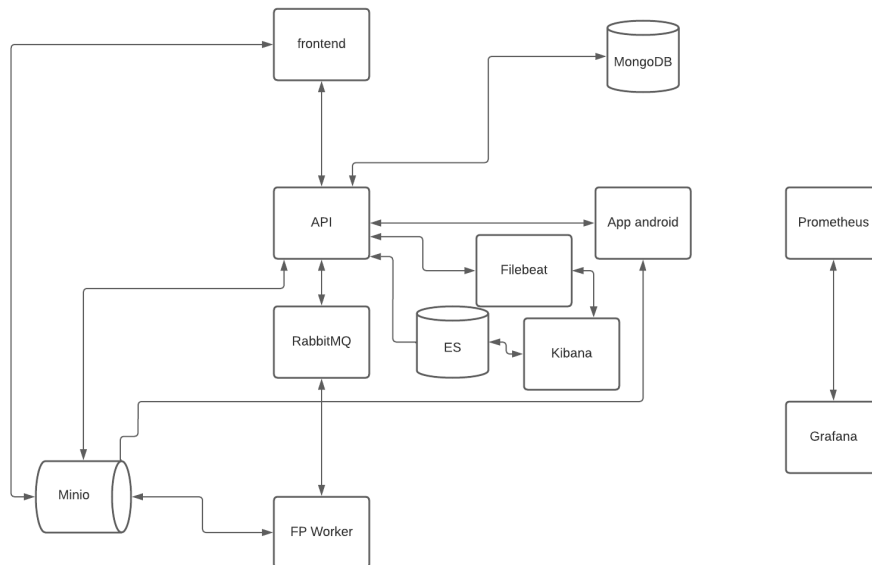 frontend
MongoDB
API
App android
Prometheus
Filebeat
RabbitMQ
ES
Kibana
Grafana
Minio
FP Worker